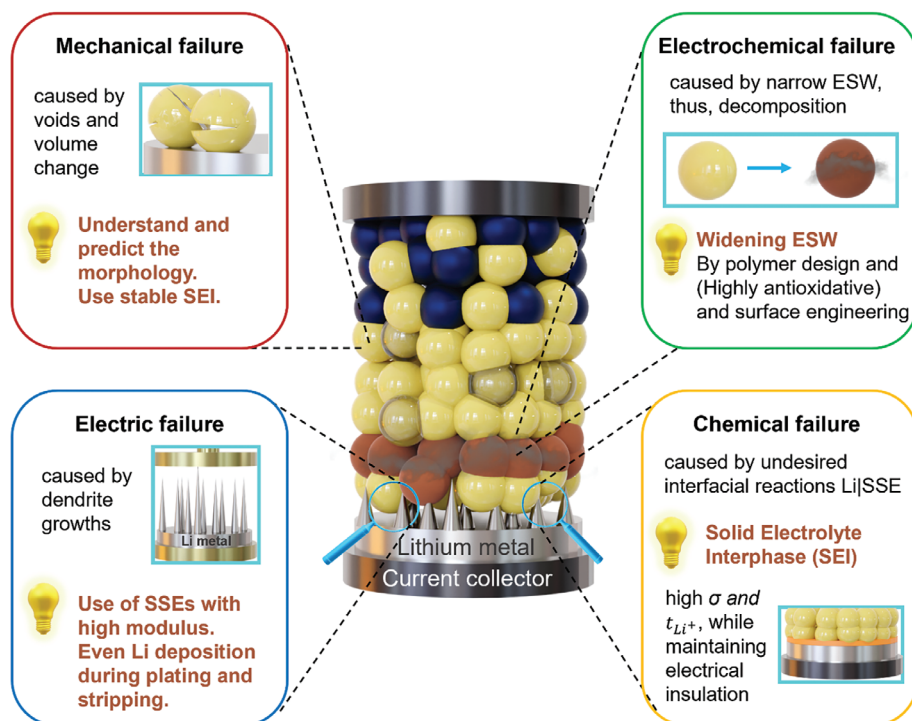 Mechanical failure
caused by
voids and
volume
change
Understand and
predict the
morphology.
Use stable SEI.
Electrochemical failure
caused by narrow ESW,
thus, decomposition
Widening ESW
By polymer design and
(Highly antioxidative)
and surface engineering
Electric failure
caused by
dendrite
growths
Li metal
Use of SSEs with
high modulus.
Even Li deposition
during plating and
stripping.
Lithium metal
Current collector
Chemical failure
caused by undesired
interfacial reactions Li|SSE
Solid Electrolyte
Interphase (SEI)
high σ and
t_{Li⁺}, while
maintaining
electrical
insulation